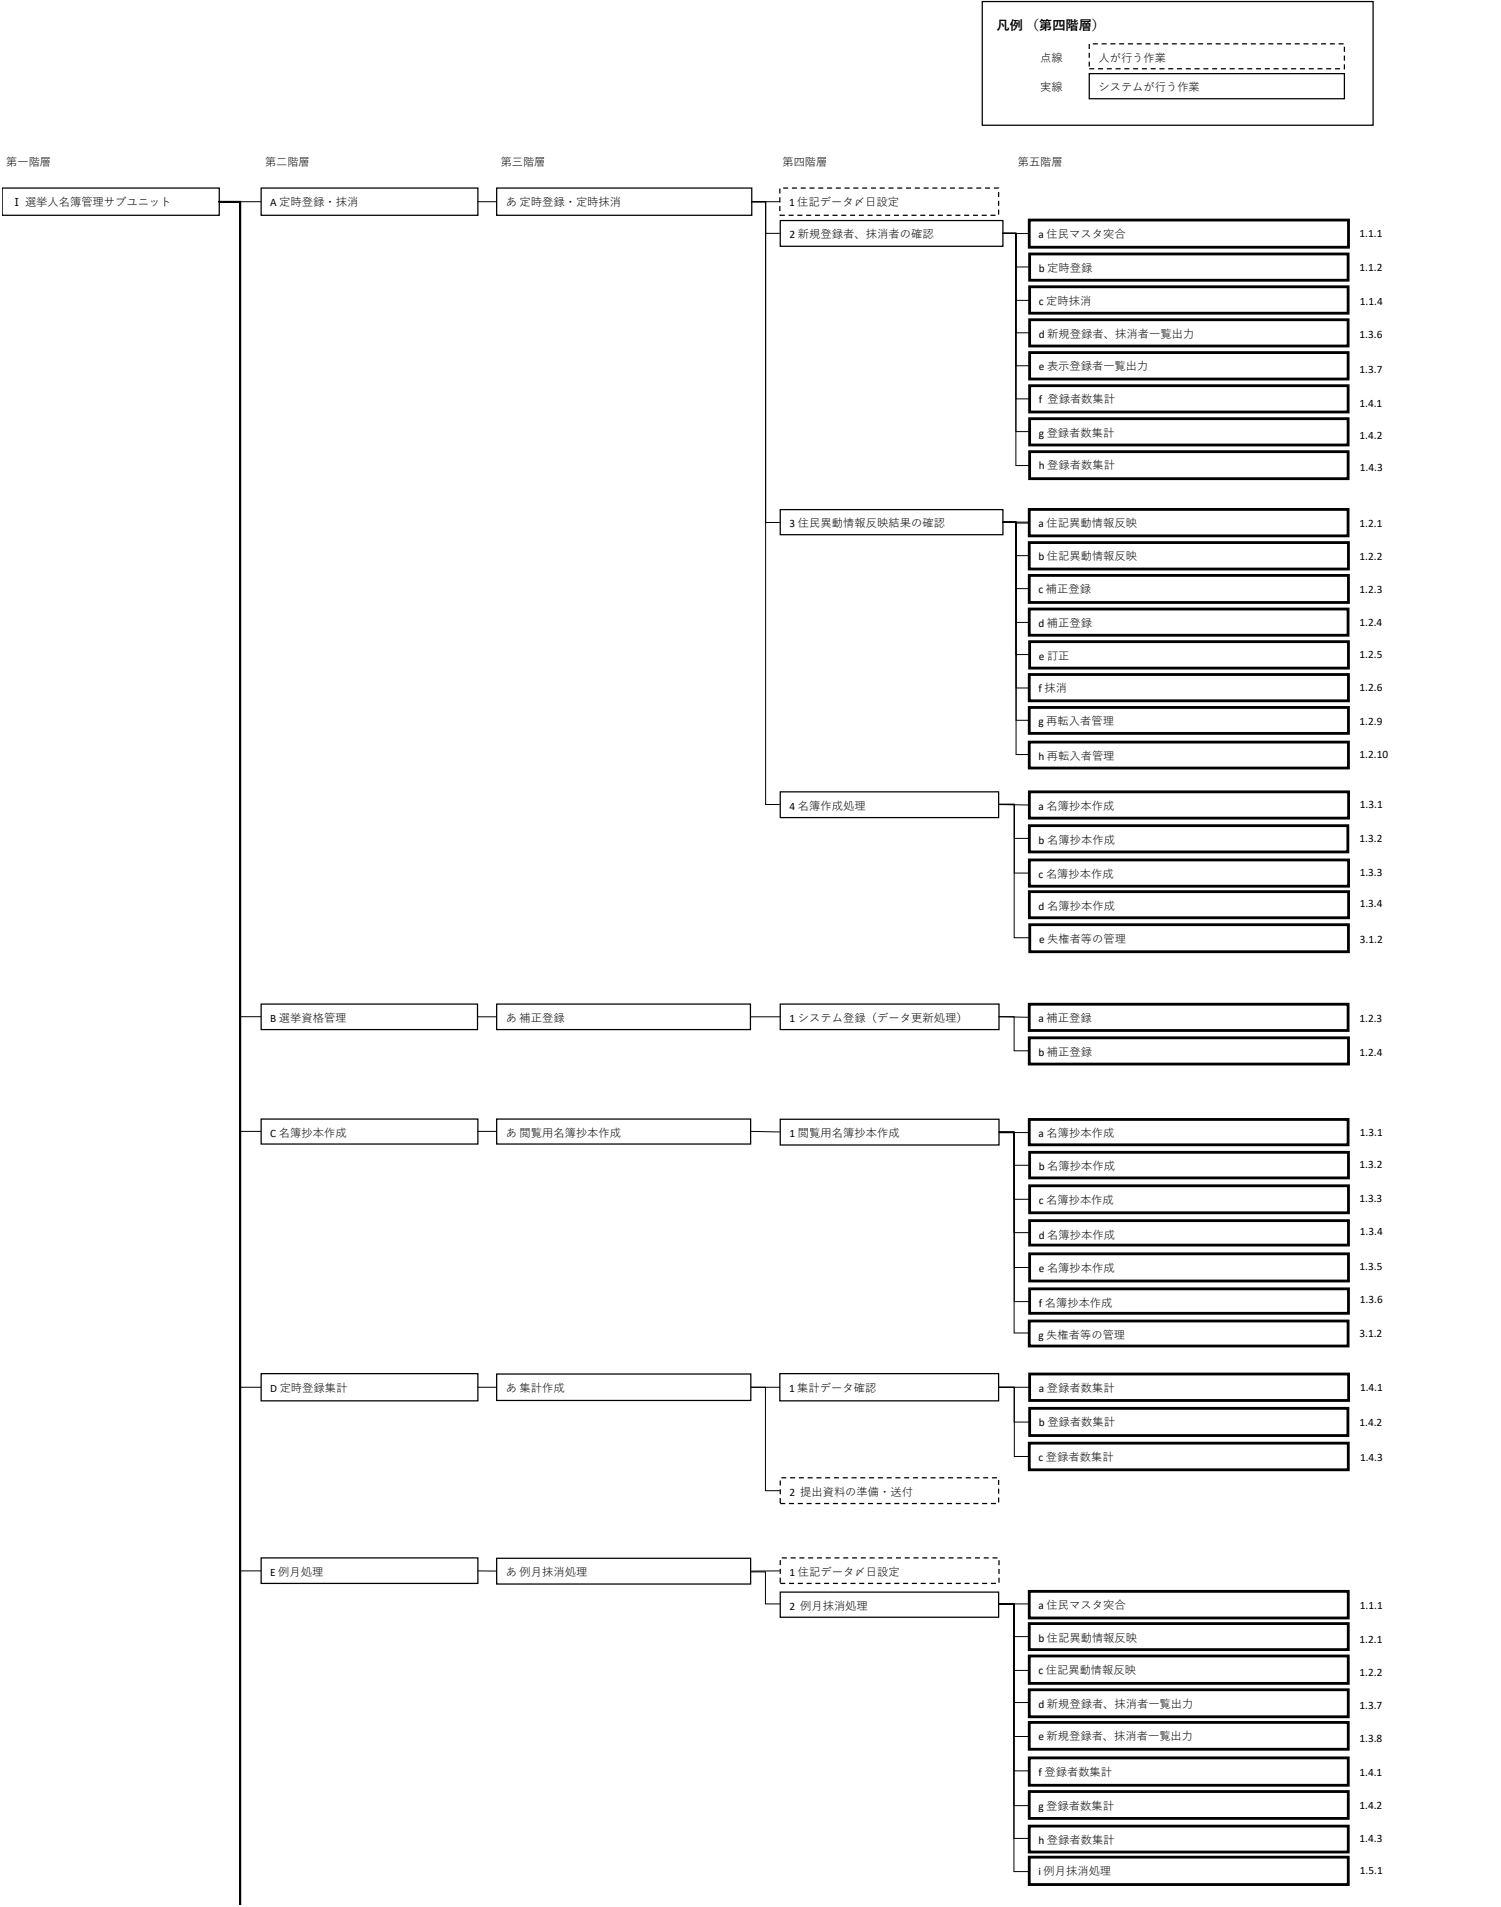 凡例 （第四階層）
点線 人が行う作業
実線 システムが行う作業
第一階層 第二階層 第三階層 第四階層 第五階層
Ⅰ 選挙人名簿管理サブユニット A 定時登録・抹消 あ 定時登録・定時抹消 1 住記データ〆日設定
2 新規登録者、抹消者の確認 a 住民マスタ突合 1.1.1
b 定時登録 1.1.2
c 定時抹消 1.1.4
d 新規登録者、抹消者一覧出力 1.3.6
e 表示登録者一覧出力 1.3.7
f 登録者数集計 1.4.1
g 登録者数集計 1.4.2
h 登録者数集計 1.4.3
3 住民異動情報反映結果の確認 a 住記異動情報反映 1.2.1
b 住記異動情報反映 1.2.2
c 補正登録 1.2.3
d 補正登録 1.2.4
e 訂正 1.2.5
f 抹消 1.2.6
g 再転入者管理 1.2.9
h 再転入者管理 1.2.10
4 名簿作成処理 a 名簿抄本作成 1.3.1
b 名簿抄本作成 1.3.2
c 名簿抄本作成 1.3.3
d 名簿抄本作成 1.3.4
e 失権者等の管理 3.1.2
B 選挙資格管理 あ 補正登録 1 システム登録（データ更新処理） a 補正登録 1.2.3
b 補正登録 1.2.4
C 名簿抄本作成 あ 閲覧用名簿抄本作成 1 閲覧用名簿抄本作成 a 名簿抄本作成 1.3.1
b 名簿抄本作成 1.3.2
c 名簿抄本作成 1.3.3
d 名簿抄本作成 1.3.4
e 名簿抄本作成 1.3.5
f 名簿抄本作成 1.3.6
g 失権者等の管理 3.1.2
D 定時登録集計 あ 集計作成 1 集計データ確認 a 登録者数集計 1.4.1
b 登録者数集計 1.4.2
c 登録者数集計 1.4.3
2 提出資料の準備・送付
E 例月処理 あ 例月抹消処理 1 住記データ〆日設定
2 例月抹消処理 a 住民マスタ突合 1.1.1
b 住記異動情報反映 1.2.1
c 住記異動情報反映 1.2.2
d 新規登録者、抹消者一覧出力 1.3.7
e 新規登録者、抹消者一覧出力 1.3.8
f 登録者数集計 1.4.1
g 登録者数集計 1.4.2
h 登録者数集計 1.4.3
i 例月抹消処理 1.5.1